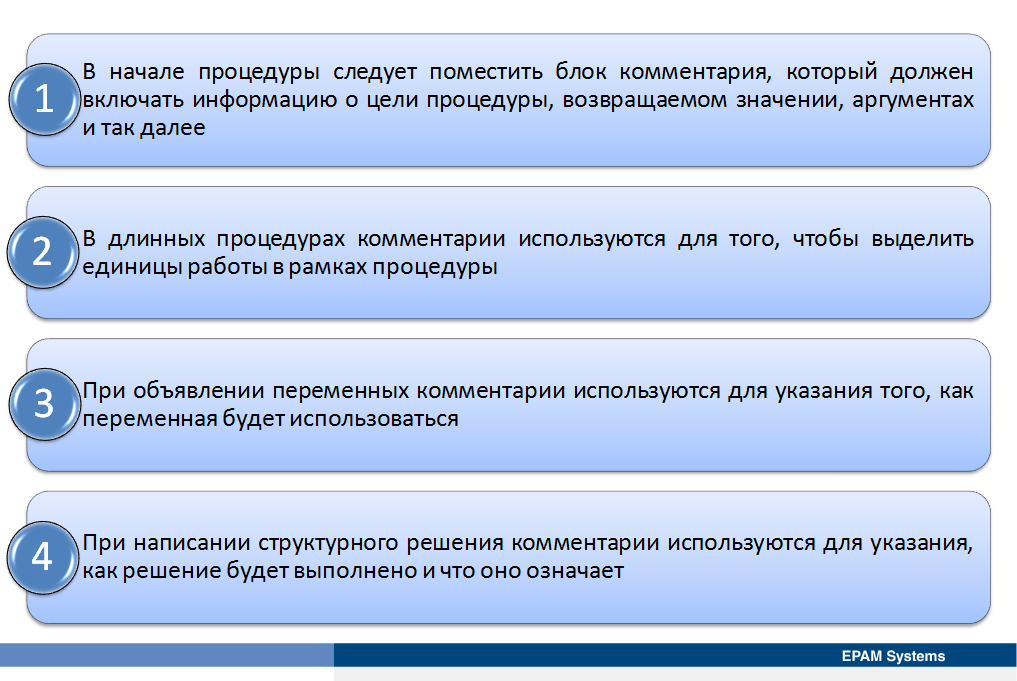 1
В начале процедуры следует поместить блок комментария, который должен
включать информацию о цели процедуры, возвращаемом значении, аргументах
и так далее
2
В длинных процедурах комментарии используются для того, чтобы выделить
единицы работы в рамках процедуры
3
При объявлении переменных комментарии используются для указания того, как
переменная будет использоваться
4
При написании структурного решения комментарии используются для указания,
как решение будет выполнено и что оно означает
EPAM Systems